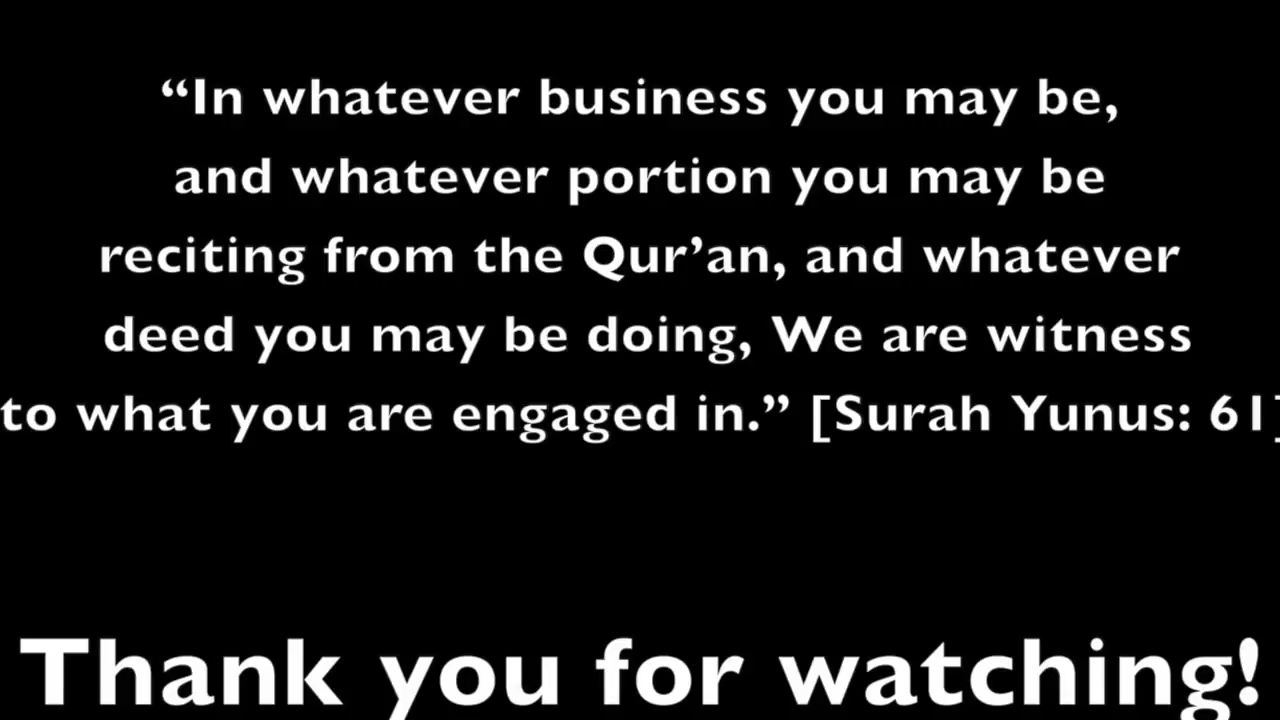 “In whatever business you may be,
and whatever portion you may be
reciting from the Qur’an, and whatever
deed you may be doing, We are witness
to what you are engaged in.” [Surah Yunus: 61]
Thank you for watching!